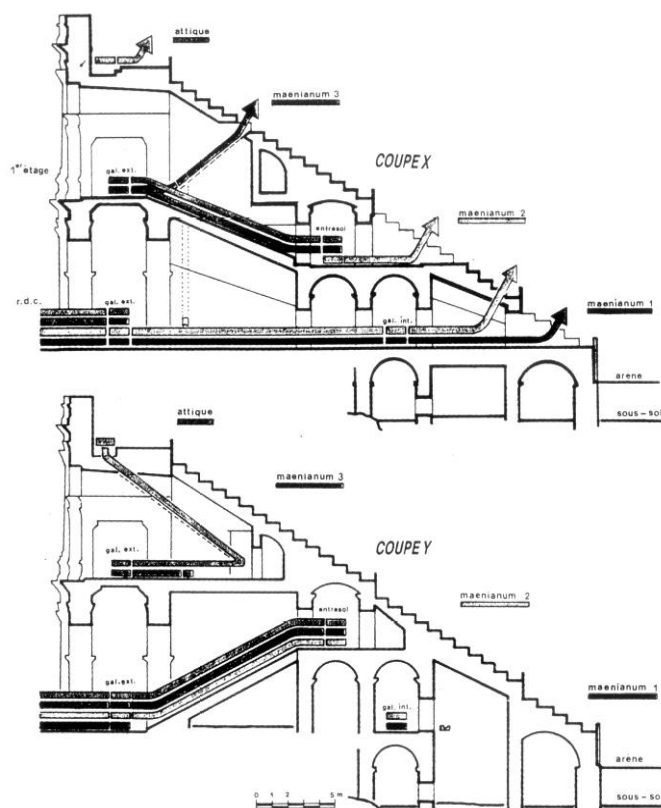 attique
maenianum 3
COUPE X
1er etage
gal. ext.
maenianum 2
entresol
r.d.c.
gal. ext.
gal. int.
maenianum 1
arene
sous-sol
attique
maenianum 3
COUPE Y
gal. ext.
maenianum 2
entresol
gal. ext.
gal. int.
maenianum 1
arene
sous-sol
0 1 2 5 m